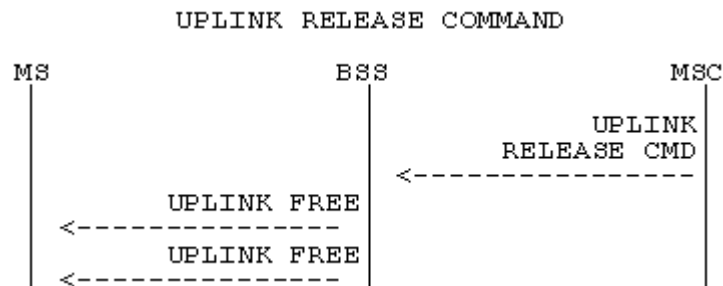 UPLINK RELEASE COMMAND
MS BSS MSC
UPLINK
RELEASE CMD
UPLINK FREE
UPLINK FREE